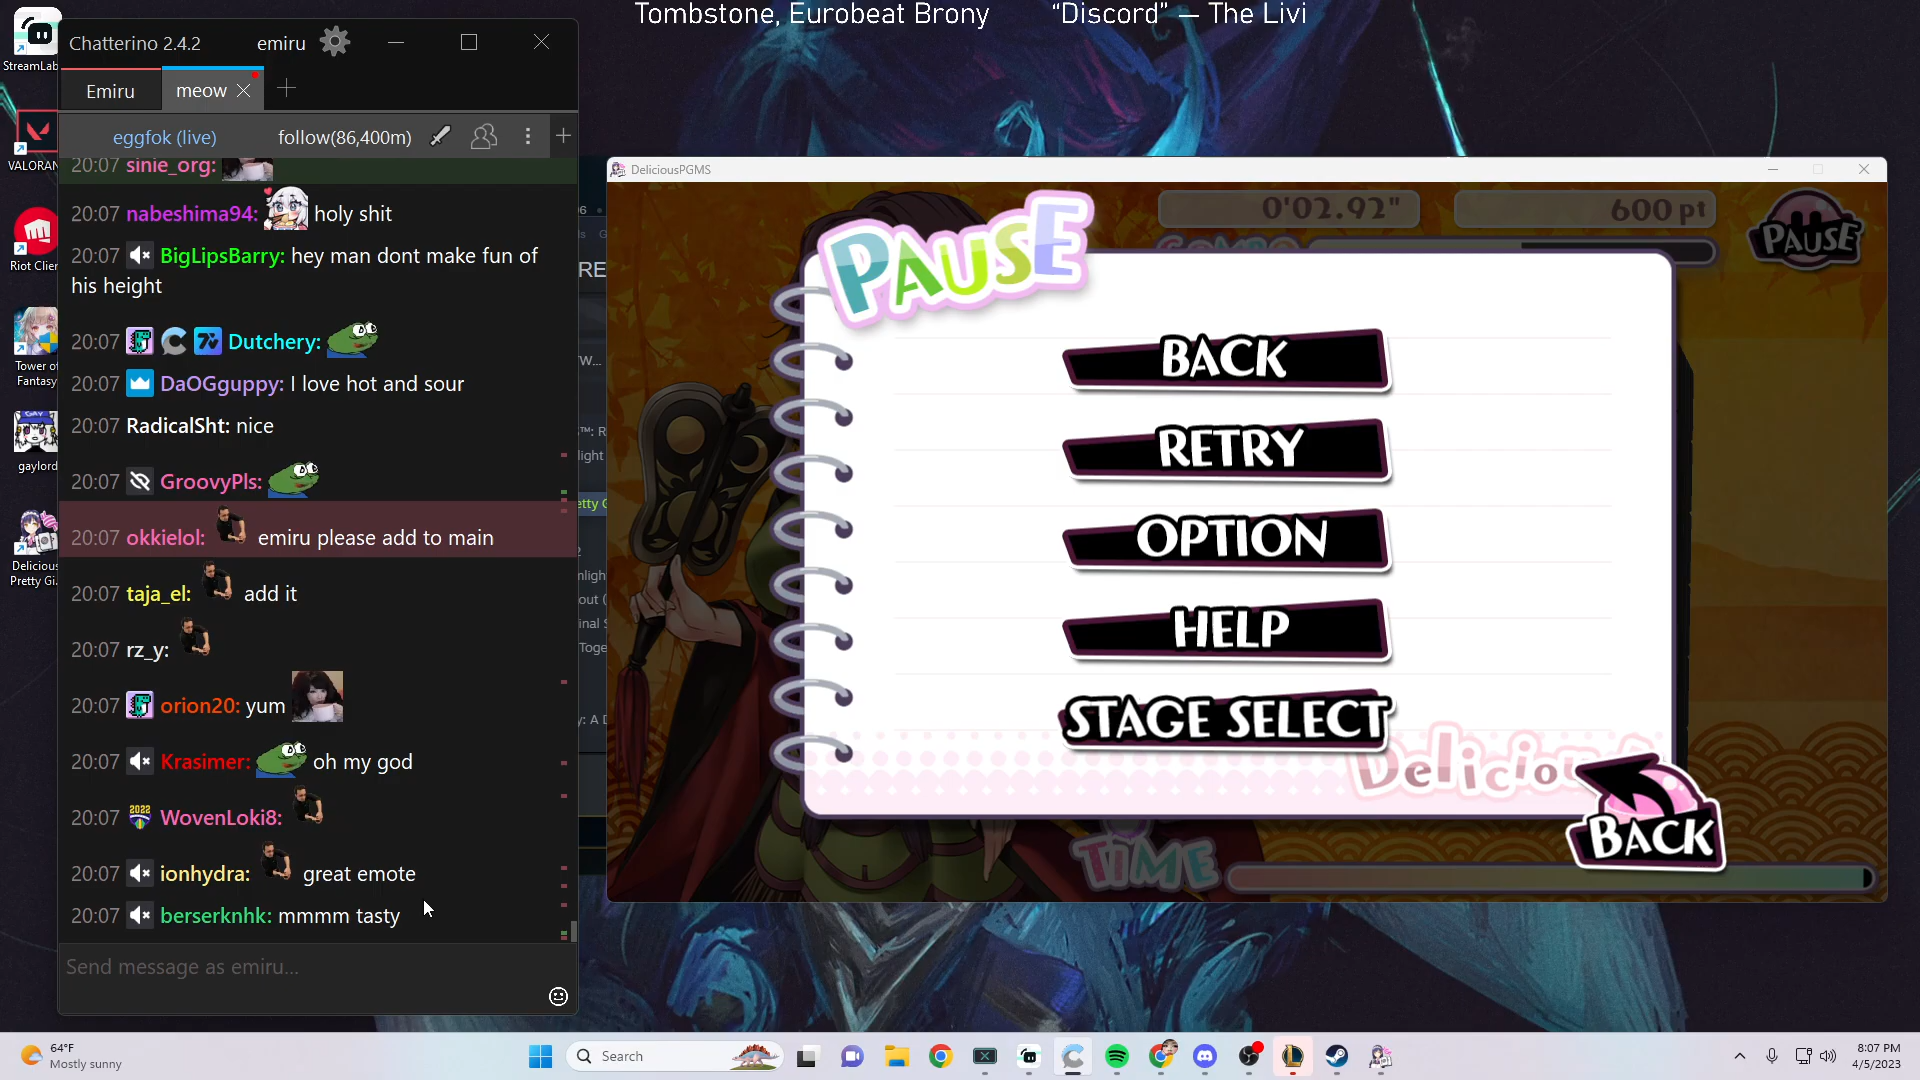 Tombstone, Eurobeat Brony
“Discord” — The Livi
StreamLab
VALORAN
Riot Clien
Tower of
Fantasy
gaylord
Delicious
Pretty Gi...
Chatterino 2.4.2
emiru
Emiru
meow
eggfok (live)
follow(86,400m)
20:07 sinie_org:
20:07 nabeshima94: holy shit
20:07 BigLipsBarry: hey man dont make fun of
his height
20:07 Dutchery:
20:07 DaOGguppy: I love hot and sour
20:07 RadicalSht: nice
20:07 GroovyPls:
20:07 okkielol: emiru please add to main
20:07 taja_el: add it
20:07 rz_y:
20:07 orion20: yum
20:07 Krasimer: oh my god
20:07 WovenLoki8:
20:07 ionhydra: great emote
20:07 berserknhk: mmmm tasty
Send message as emiru...
DeliciousPGMS
PAUSE
0'02.92"
600 pt
COMBO
PAUSE
BACK
RETRY
OPTION
HELP
STAGE SELECT
Deliciou
BACK
TIME
64°F
Mostly sunny
Search
8:07 PM
4/5/2023